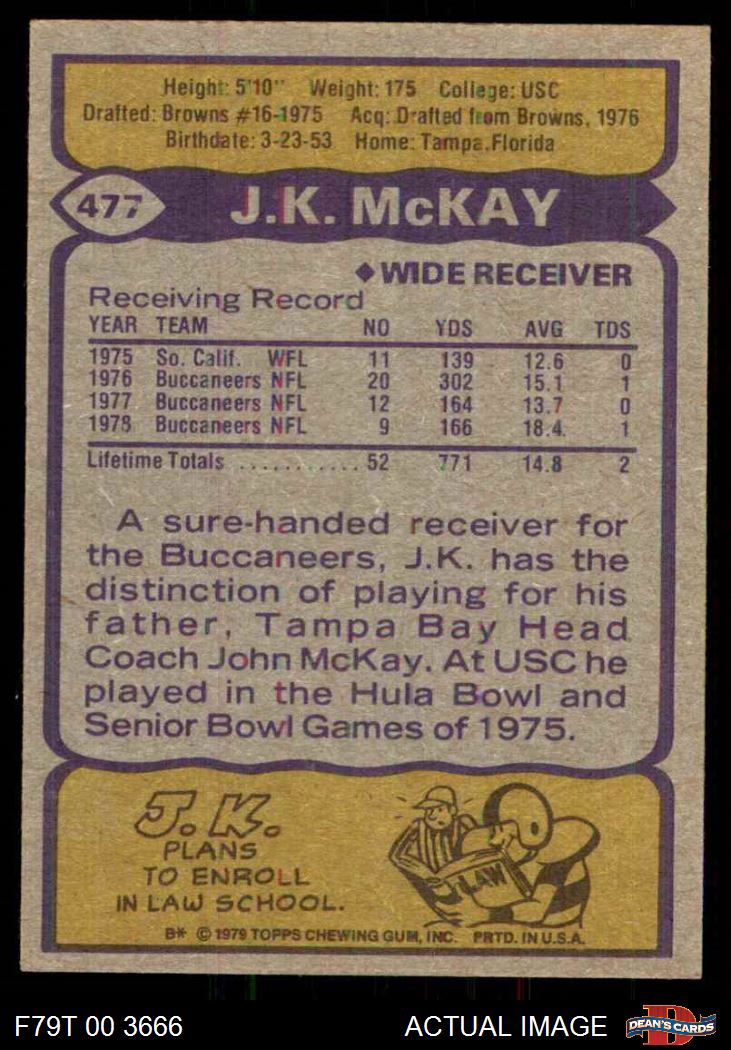 Height: 5'10" Weight: 175 College: USC
Drafted: Browns #16-1975 Acq: Drafted from Browns, 1976
Birthdate: 3-23-53 Home: Tampa, Florida
477 J.K. McKAY
◆ WIDE RECEIVER
Receiving Record
YEAR TEAM NO YDS AVG TDS
1975 So. Calif. WFL 11 139 12.6 0
1976 Buccaneers NFL 20 302 15.1 1
1977 Buccaneers NFL 12 164 13.7 0
1978 Buccaneers NFL 9 166 18.4 1
Lifetime Totals ........... 52 771 14.8 2
A sure-handed receiver for
the Buccaneers, J.K. has the
distinction of playing for his
father, Tampa Bay Head
Coach John McKay. At USC he
played in the Hula Bowl and
Senior Bowl Games of 1975.
J.K.
PLANS
TO ENROLL
IN LAW SCHOOL.
LAW
B* © 1979 TOPPS CHEWING GUM, INC. PRTD. IN U.S.A.
F79T 00 3666 ACTUAL IMAGE D DEAN'S CARDS